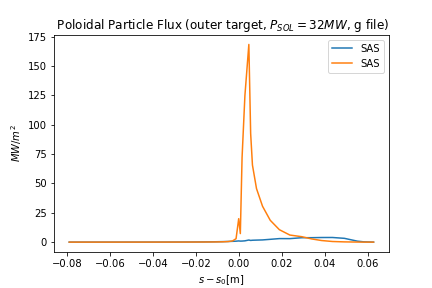 Poloidal Particle Flux (outer target, $P_{SOL} = 32MW$, g file)
SAS
SAS
175
150
125
100
75
50
25
0
$MW/m^2$
−0.08 −0.06 −0.04 −0.02 0.00 0.02 0.04 0.06
$s - s_0$[m]